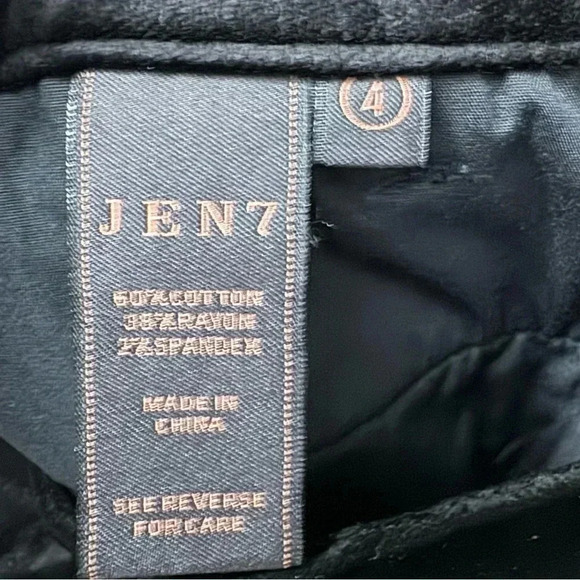 JEN7
4
60% COTTON
38% RAYON
2% SPANDEX
MADE IN
CHINA
SEE REVERSE
FOR CARE